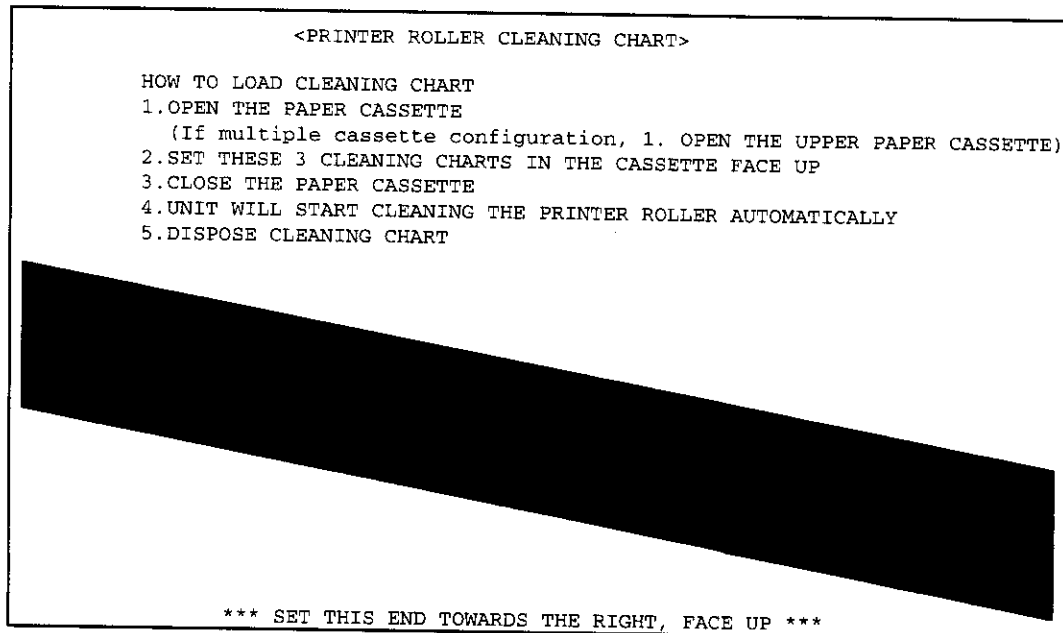 <PRINTER ROLLER CLEANING CHART>
HOW TO LOAD CLEANING CHART
1.OPEN THE PAPER CASSETTE
(If multiple cassette configuration, 1. OPEN THE UPPER PAPER CASSETTE)
2.SET THESE 3 CLEANING CHARTS IN THE CASSETTE FACE UP
3.CLOSE THE PAPER CASSETTE
4.UNIT WILL START CLEANING THE PRINTER ROLLER AUTOMATICALLY
5.DISPOSE CLEANING CHART
*** SET THIS END TOWARDS THE RIGHT, FACE UP ***